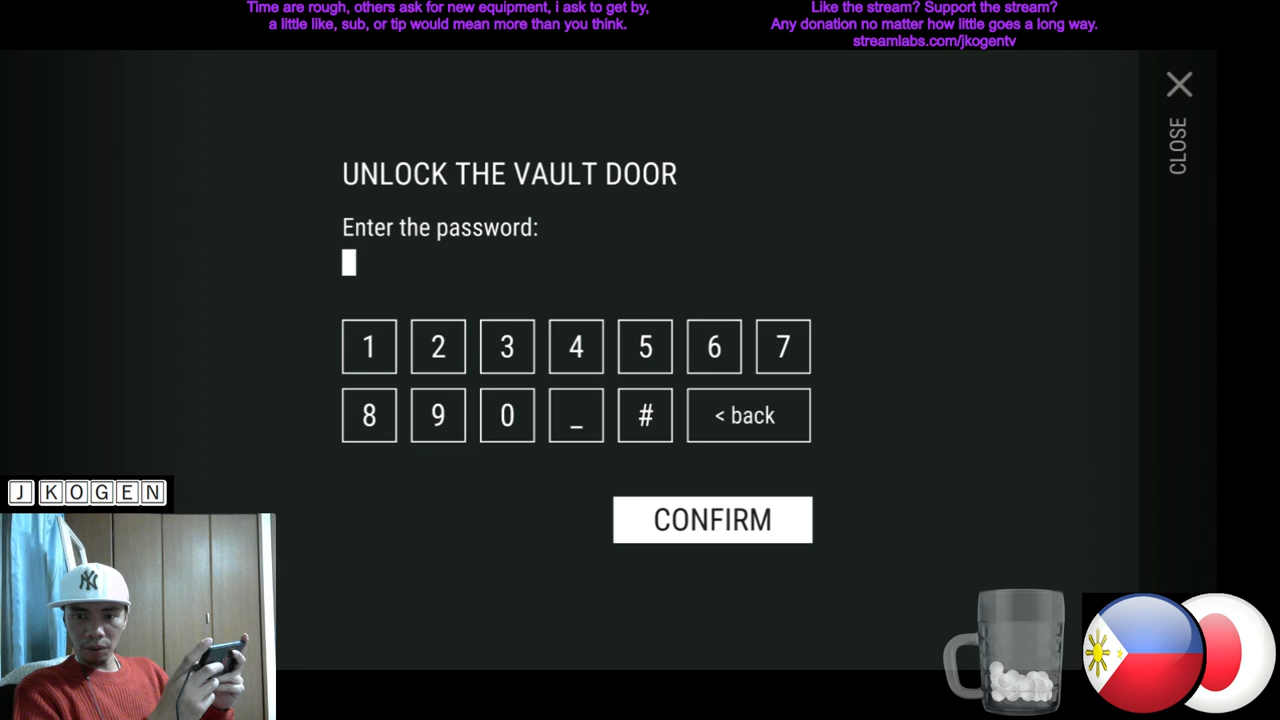 Time are rough, others ask for new equipment, i ask to get by,
a little like, sub, or tip would mean more than you think.
Like the stream? Support the stream?
Any donation no matter how little goes a long way.
streamlabs.com/jkogentv
CLOSE
UNLOCK THE VAULT DOOR
Enter the password:
1 2 3 4 5 6 7
8 9 0 _ # < back
CONFIRM
J KOGEN
NY